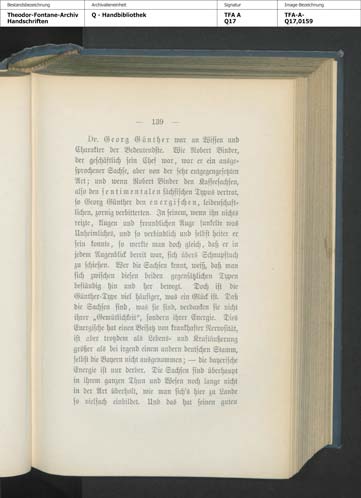 Bestandsbezeichnung
Archivalieneinheit
Signatur
Image Bezeichnung
Theodor-Fontane-Archiv
Handschriften
Q - Handbibliothek
TFA A
Q17
TFA-A-
Q17,0159
— 139 —
Dr. Georg Günther war an Wissen und
Charakter der Bedeutendste. Wie Robert Binder,
der geschäftlich sein Chef war, war er ein ausge-
sprochener Sachse, aber von der sehr entgegengesetzten
Art; und wenn Robert Binder den Kaffeesachsen,
also den sentimentalen sächsischen Typus vertrat,
so Georg Günther den energischen, leidenschaft-
lichen, zornig verbitterten. In seinem, wenn ihn nichts
reizte, klugen und freundlichen Auge funkelte was
Unheimliches, und so verbindlich und selbst heiter er
sein konnte, so merkte man doch gleich, daß er in
jedem Augenblick bereit war, sich übers Schnupftuch
zu schießen. Wer die Sachsen kennt, weiß, daß man
sich zwischen diesen beiden gegensätzlichen Typen
beständig hin und her bewegt. Doch ist die
Günther-Type viel häufiger, was ein Glück ist. Daß
die Sachsen sind, was sie sind, verdanken sie nicht
ihrer „Gemütlichkeit“, sondern ihrer Energie. Dies
Energische hat einen Beisatz von krankhafter Nervosität,
ist aber trotzdem als Lebens- und Kraftäußerung
größer als bei irgend einem andern deutschen Stamm,
selbst die Bayern nicht ausgenommen; — die bayerische
Energie ist nur derber. Die Sachsen sind überhaupt
in ihrem ganzen Thun und Wesen noch lange nicht
in der Art überholt, wie man sich's hier zu Lande
so vielfach einbildet. Und das hat seinen guten